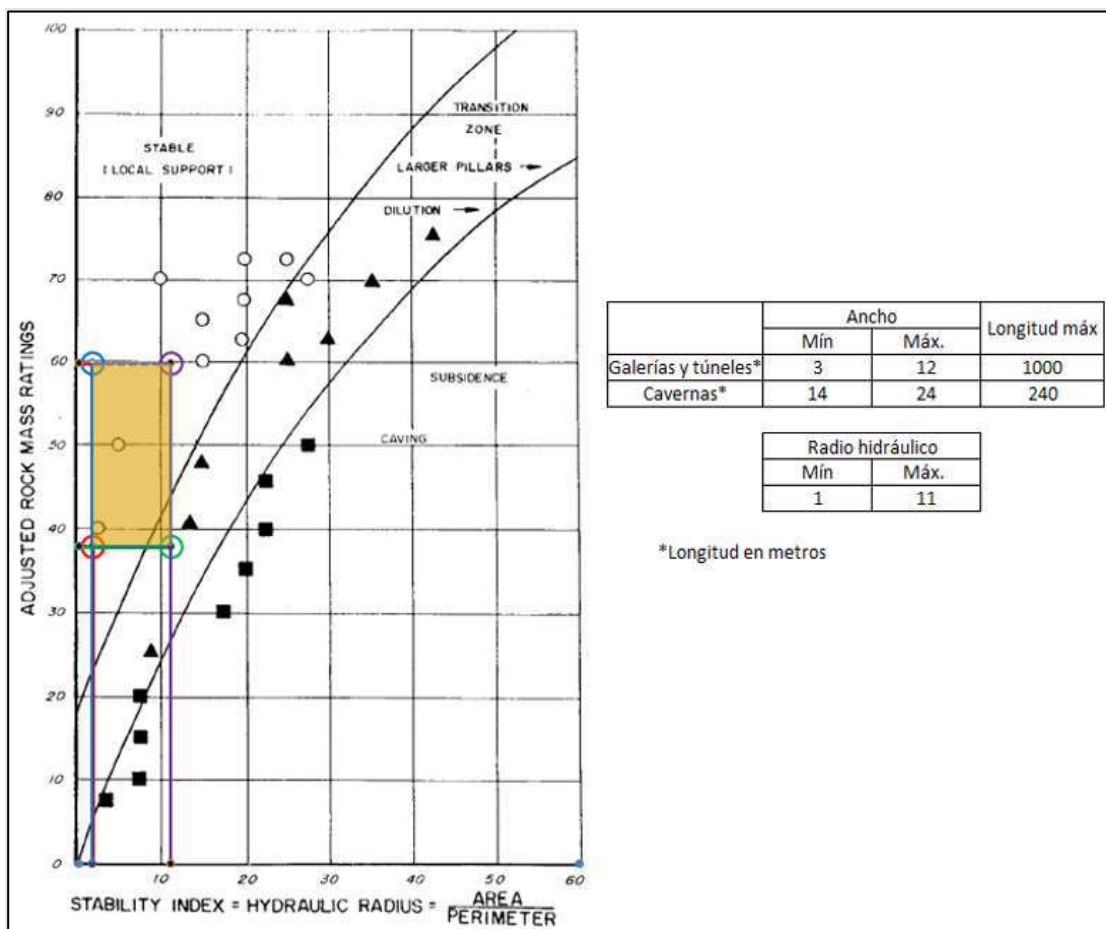 100
90
80
70
60
50
40
30
20
10
0
ADJUSTED ROCK MASS RATINGS
STABLE
[ LOCAL SUPPORT ]
TRANSITION
ZONE
LARGER PILLARS
DILUTION
SUBSIDENCE
CAVING
10 20 30 40 50 60
STABILITY INDEX = HYDRAULIC RADIUS = AREA
PERIMETER
Ancho Longitud máx
Mín Máx.
Galerías y túneles* 3 12 1000
Cavernas* 14 24 240
Radio hidráulico
Mín Máx.
1 11
*Longitud en metros